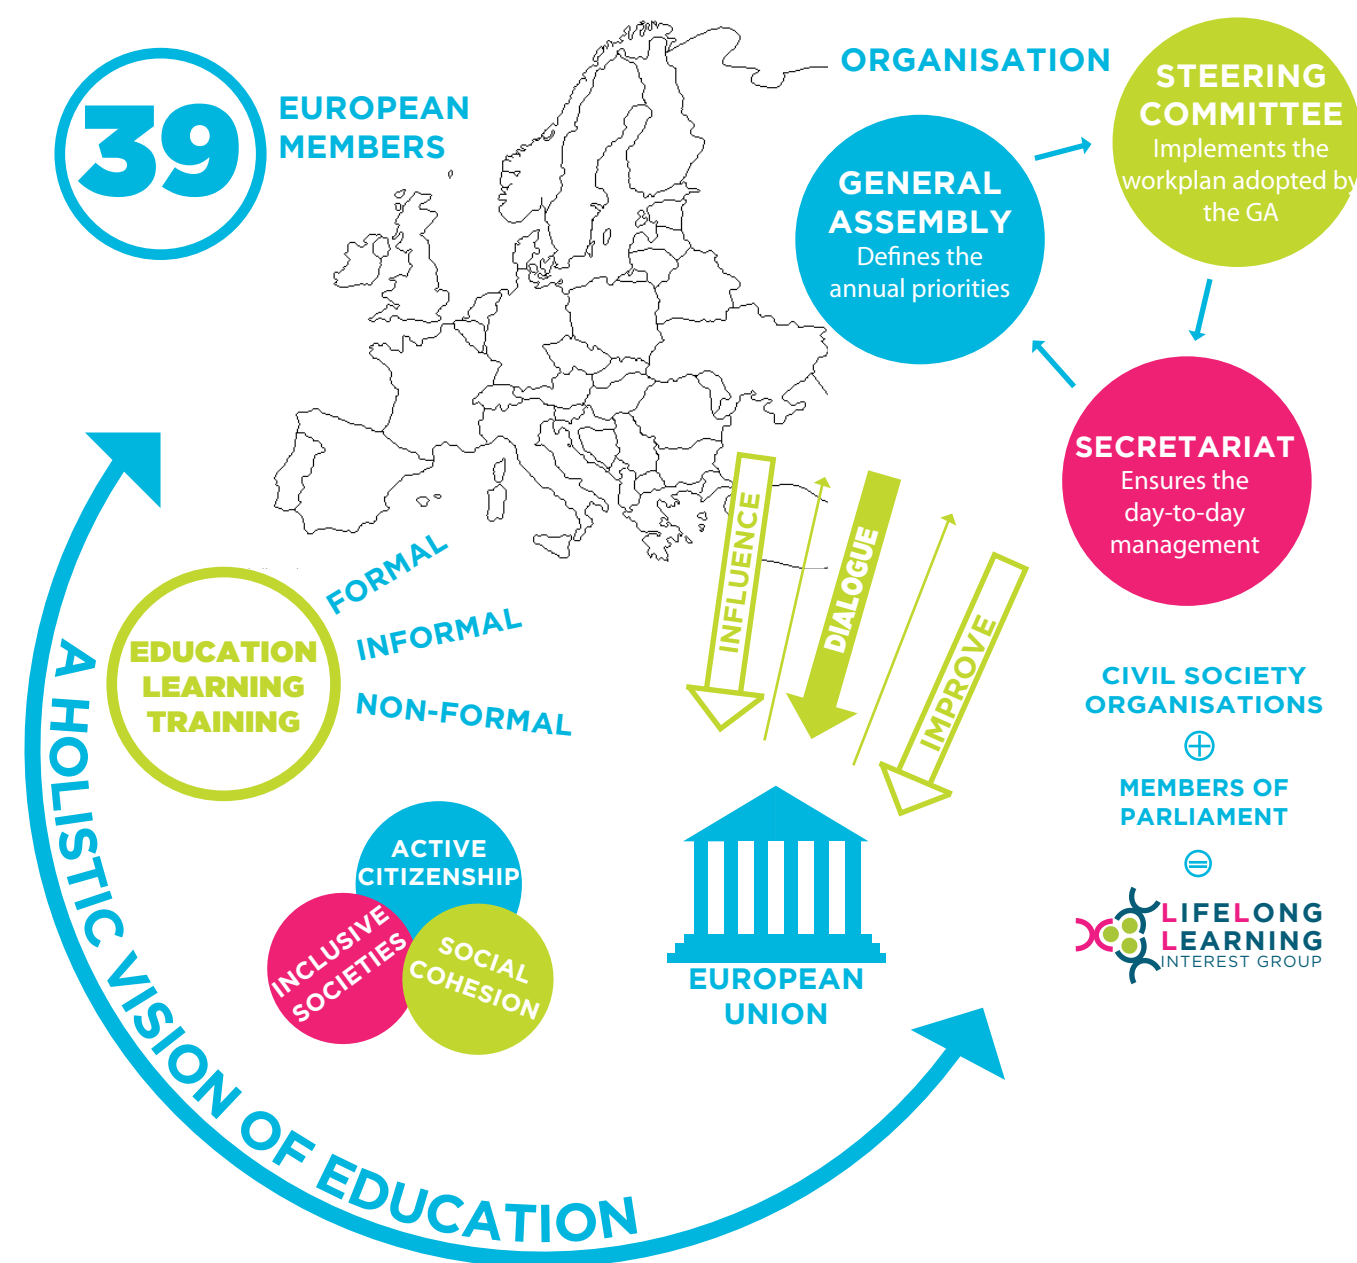 39
EUROPEAN
MEMBERS
ORGANISATION
STEERING
COMMITTEE
Implements the
workplan adopted by
the GA
GENERAL
ASSEMBLY
Defines the
annual priorities
SECRETARIAT
Ensures the
day-to-day
management
INFLUENCE
DIALOGUE
IMPROVE
FORMAL
INFORMAL
NON-FORMAL
EDUCATION
LEARNING
TRAINING
CIVIL SOCIETY
ORGANISATIONS
+
MEMBERS OF
PARLIAMENT
=
LIFELONG
LEARNING
INTEREST GROUP
ACTIVE
CITIZENSHIP
INCLUSIVE
SOCIETIES
SOCIAL
COHESION
EUROPEAN
UNION
A HOLISTIC VISION OF EDUCATION